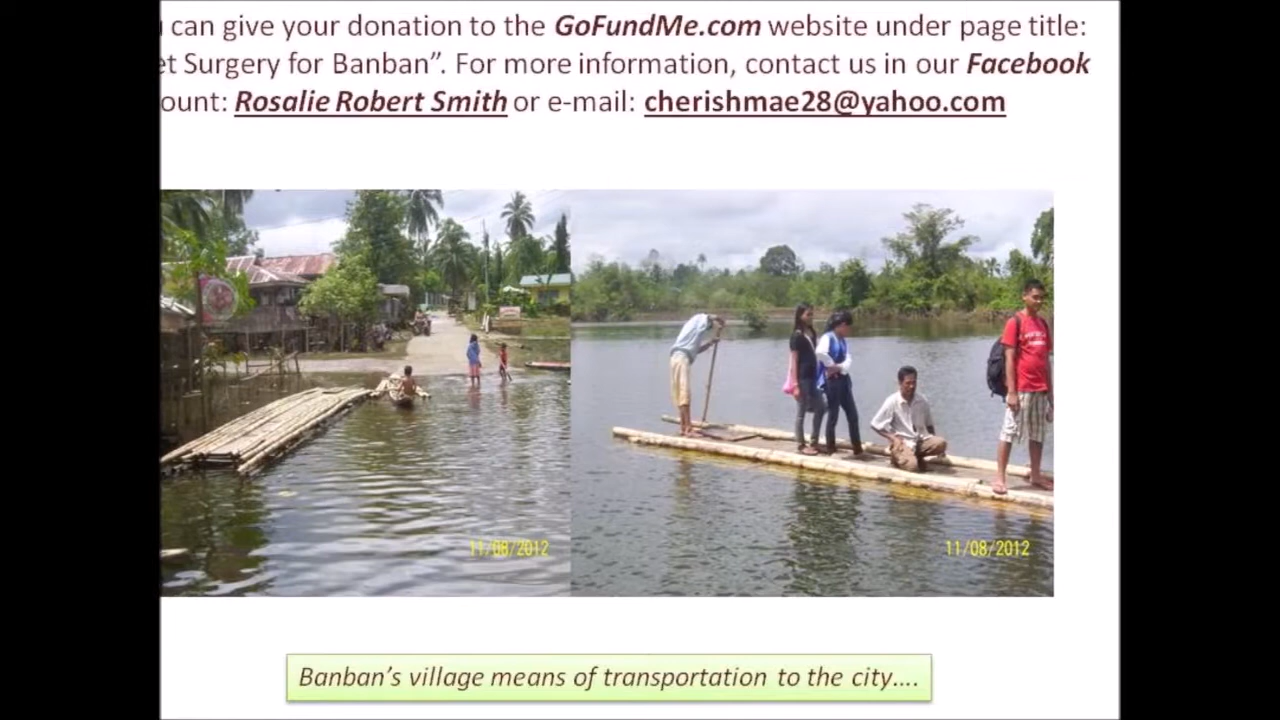 can give your donation to the GoFundMe.com website under page title:
et Surgery for Banban”. For more information, contact us in our Facebook
ount: Rosalie Robert Smith or e-mail: cherishmae28@yahoo.com
11/08/2012
11/08/2012
Banban’s village means of transportation to the city....